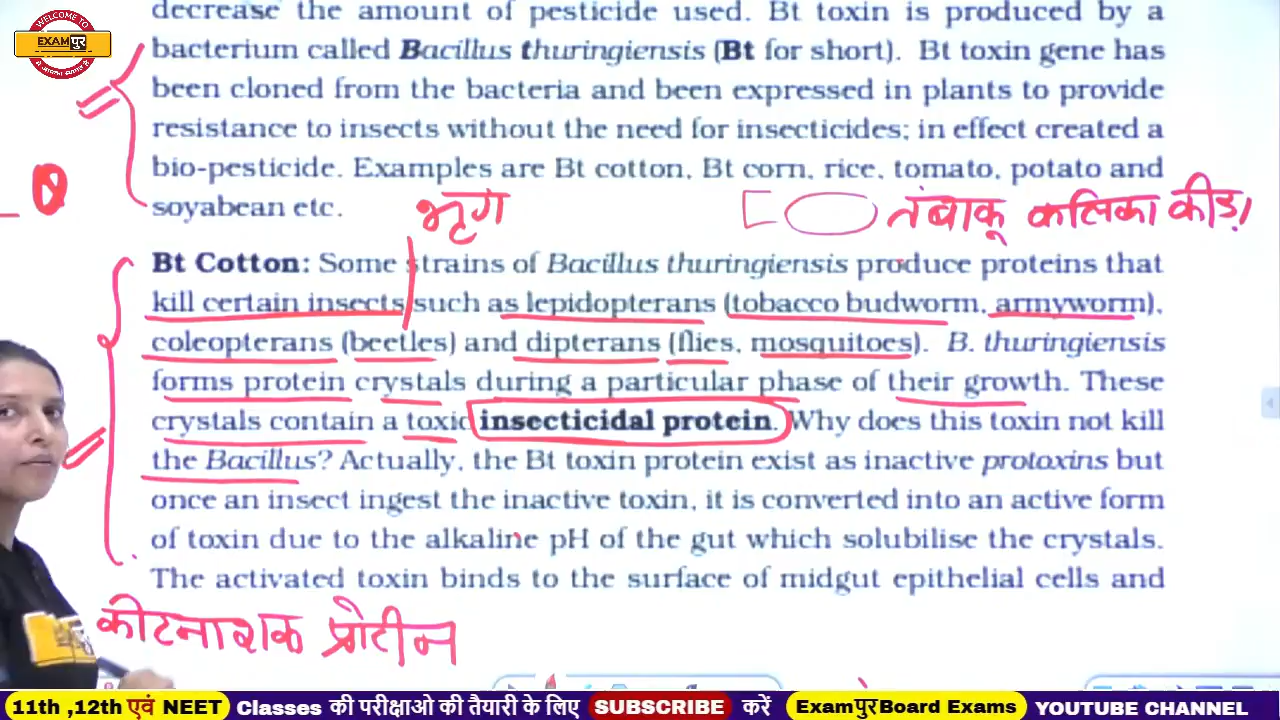 decrease the amount of pesticide used. Bt toxin is produced by a
WELCOME TO
EXAMपुर
bacterium called Bacillus thuringiensis (Bt for short). Bt toxin gene has
been cloned from the bacteria and been expressed in plants to provide
resistance to insects without the need for insecticides; in effect created a
bio-pesticide. Examples are Bt cotton, Bt corn, rice, tomato, potato and
soyabean etc.
भृंग
तंबाकू कलिका कीड़ा
Bt Cotton: Some strains of Bacillus thuringiensis produce proteins that
kill certain insects such as lepidopterans (tobacco budworm, armyworm),
coleopterans (beetles) and dipterans (flies, mosquitoes). B. thuringiensis
forms protein crystals during a particular phase of their growth. These
crystals contain a toxic insecticidal protein. Why does this toxin not kill
the Bacillus? Actually, the Bt toxin protein exist as inactive protoxins but
once an insect ingest the inactive toxin, it is converted into an active form
of toxin due to the alkaline pH of the gut which solubilise the crystals.
The activated toxin binds to the surface of midgut epithelial cells and
कीटनाशक प्रोटीन
11th ,12th एवं NEET Classes की परीक्षाओ की तैयारी के लिए SUBSCRIBE करें ExamपुरBoard Exams YOUTUBE CHANNEL